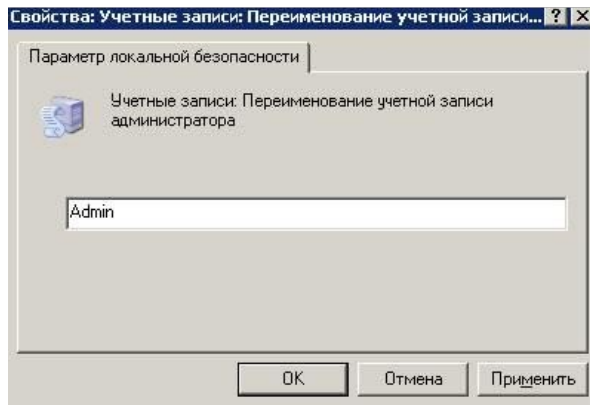 Свойства: Учетные записи: Переименование учетной записи... ? X
Параметр локальной безопасности
Учетные записи: Переименование учетной записи
администратора
Admin
OK Отмена Применить